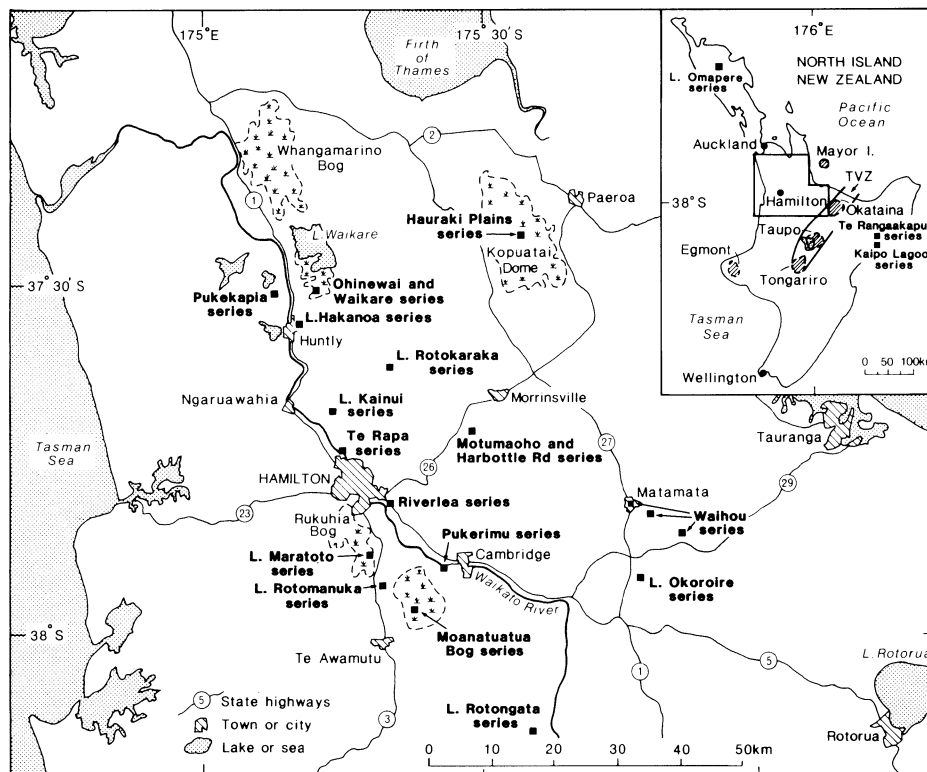 175°E
175°30'E
Firth
of
Thames
Whangamarino
Bog
1
2
Paeroa
L. Waikare
Hauraki Plains
series
Kopuatai
Dome
37°30'S
Pukekapia
series
Ohinewai and
Waikare series
L.Hakanoa series
Huntly
L. Rotokaraka
series
Ngaruawahia
L. Kainui
series
Morrinsville
Te Rapa
series
Motumaoho and
Harbottle Rd series
27
26
Tasman
Sea
HAMILTON
Riverlea series
Matamata
29
Tauranga
23
Rukuhia
Bog
Waihou
series
Pukerimu series
Cambridge
L. Maratoto
series
Waikato River
L. Rotomanuka
series
L. Okoroire
series
38°S
Moanatuatua
Bog series
Te Awamutu
L. Rotorua
5
1
5 State highways
Town or city
Lake or sea
3
L. Rotongata
series
Rotorua
0 10 20 30 40 50km
176°E
NORTH ISLAND
NEW ZEALAND
L. Omapere
series
Pacific
Ocean
Auckland
Mayor I.
TVZ
38°S
Hamilton
Okataina
Taupo
Te Rangaakapua
series
Kaipo Lagoon
series
Egmont
Tongariro
Tasman
Sea
Wellington
0 50 100km